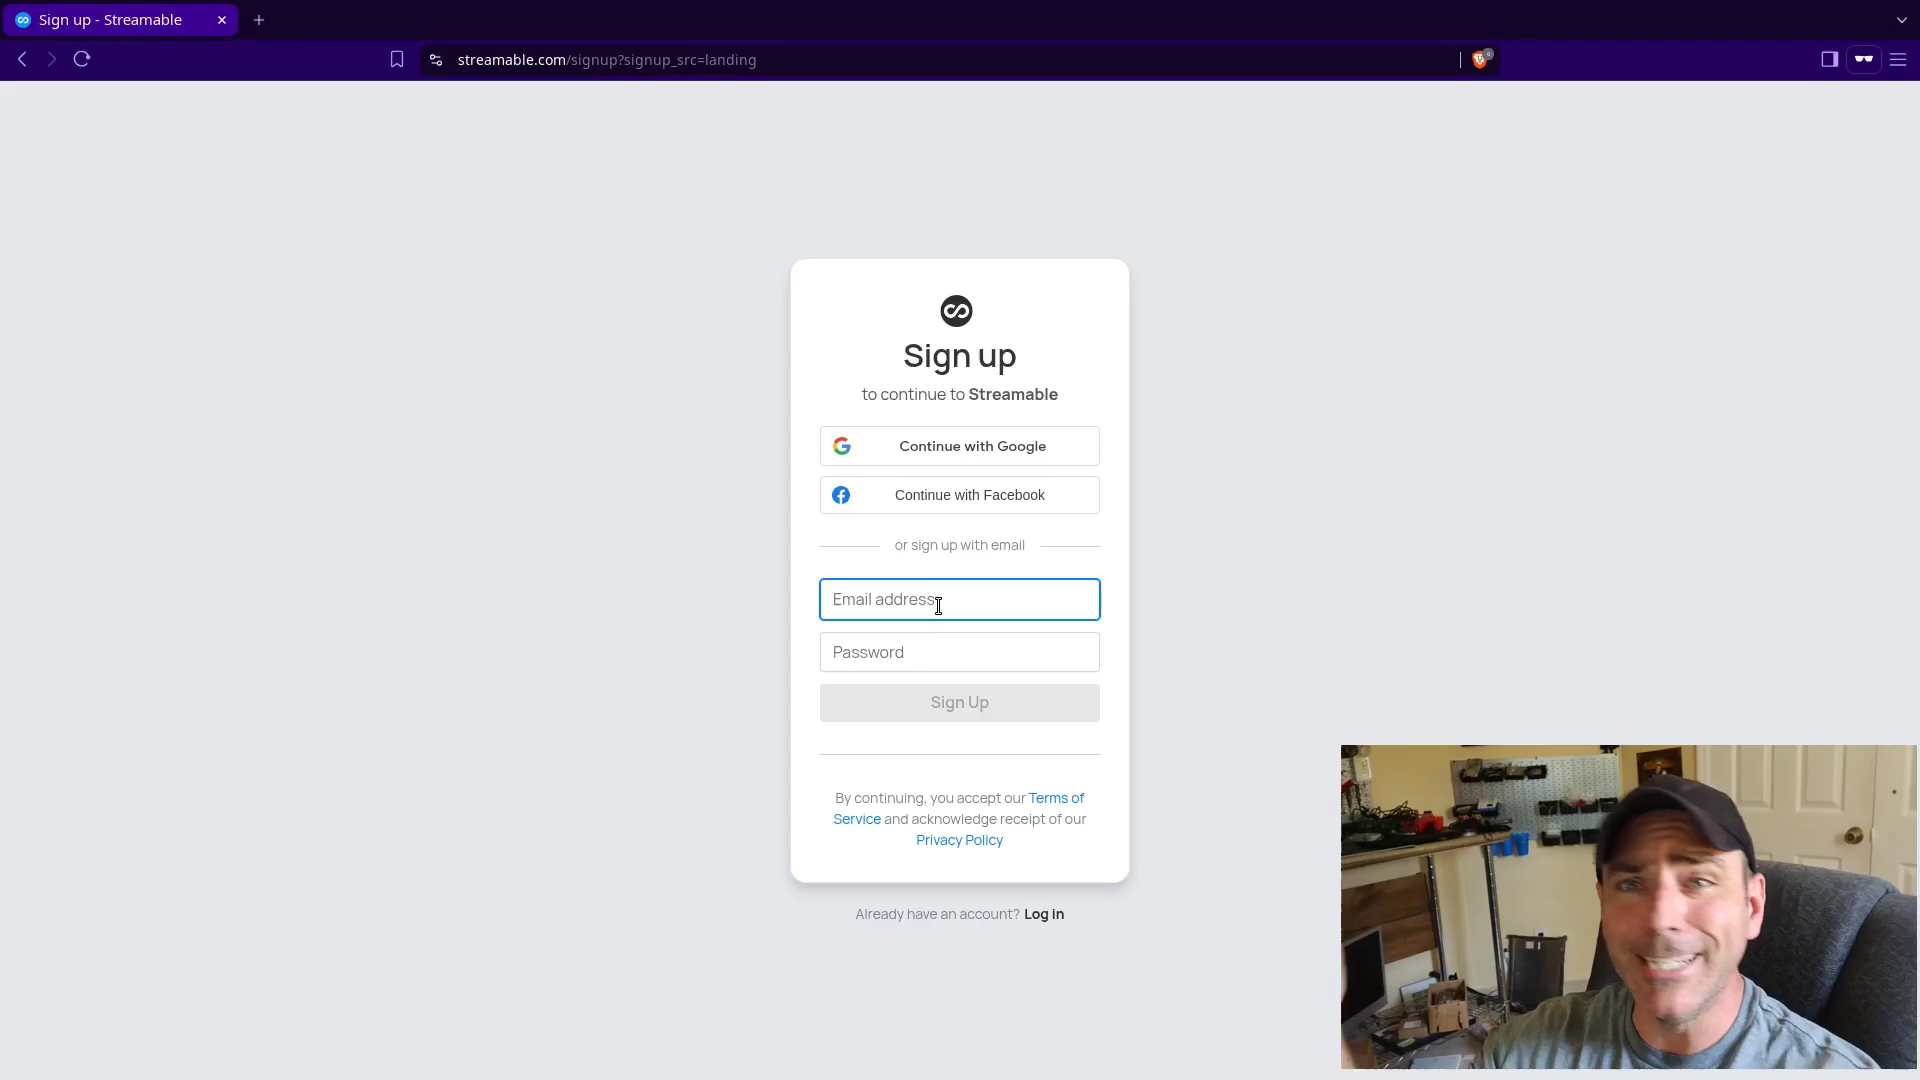 Sign up - Streamable
streamable.com/signup?signup_src=landing
Sign up
to continue to Streamable
Continue with Google
Continue with Facebook
or sign up with email
Email address
Password
Sign Up
By continuing, you accept our Terms of
Service and acknowledge receipt of our
Privacy Policy
Already have an account? Log in